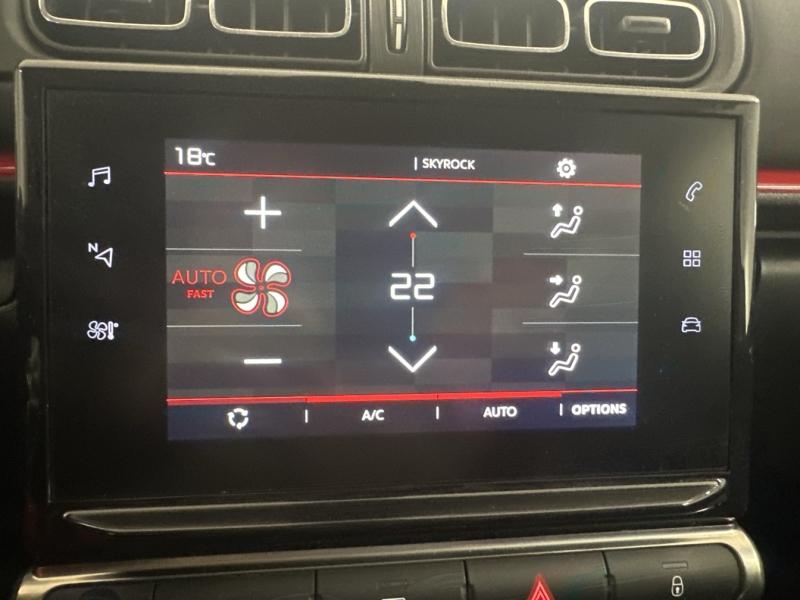 18°C
| SKYROCK
N
AUTO
FAST
22
| A/C | AUTO | OPTIONS